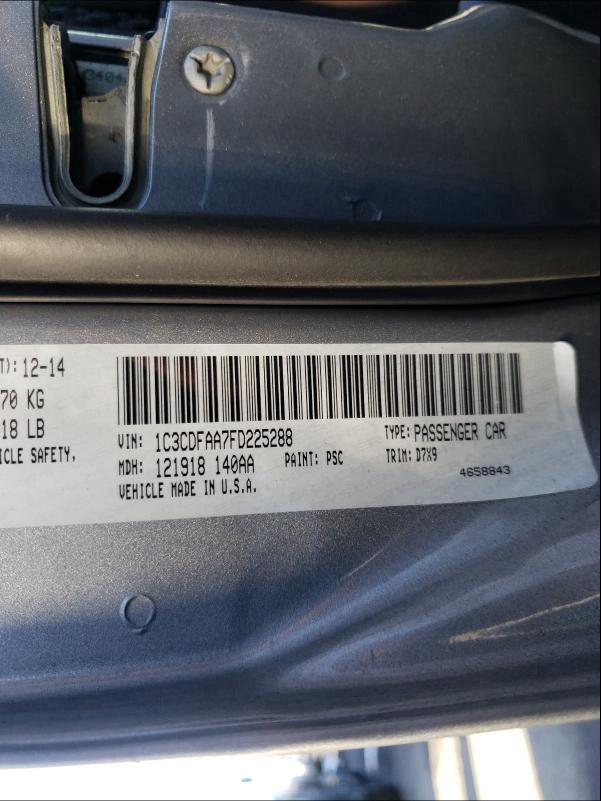 3404
T): 12-14
70 KG
18 LB
ICLE SAFETY,
VIN: 1C3CDFAA7FD225288 TYPE: PASSENGER CAR
MDH: 121918 140AA PAINT: PSC TRIM: D7X9
VEHICLE MADE IN U.S.A. 4658843